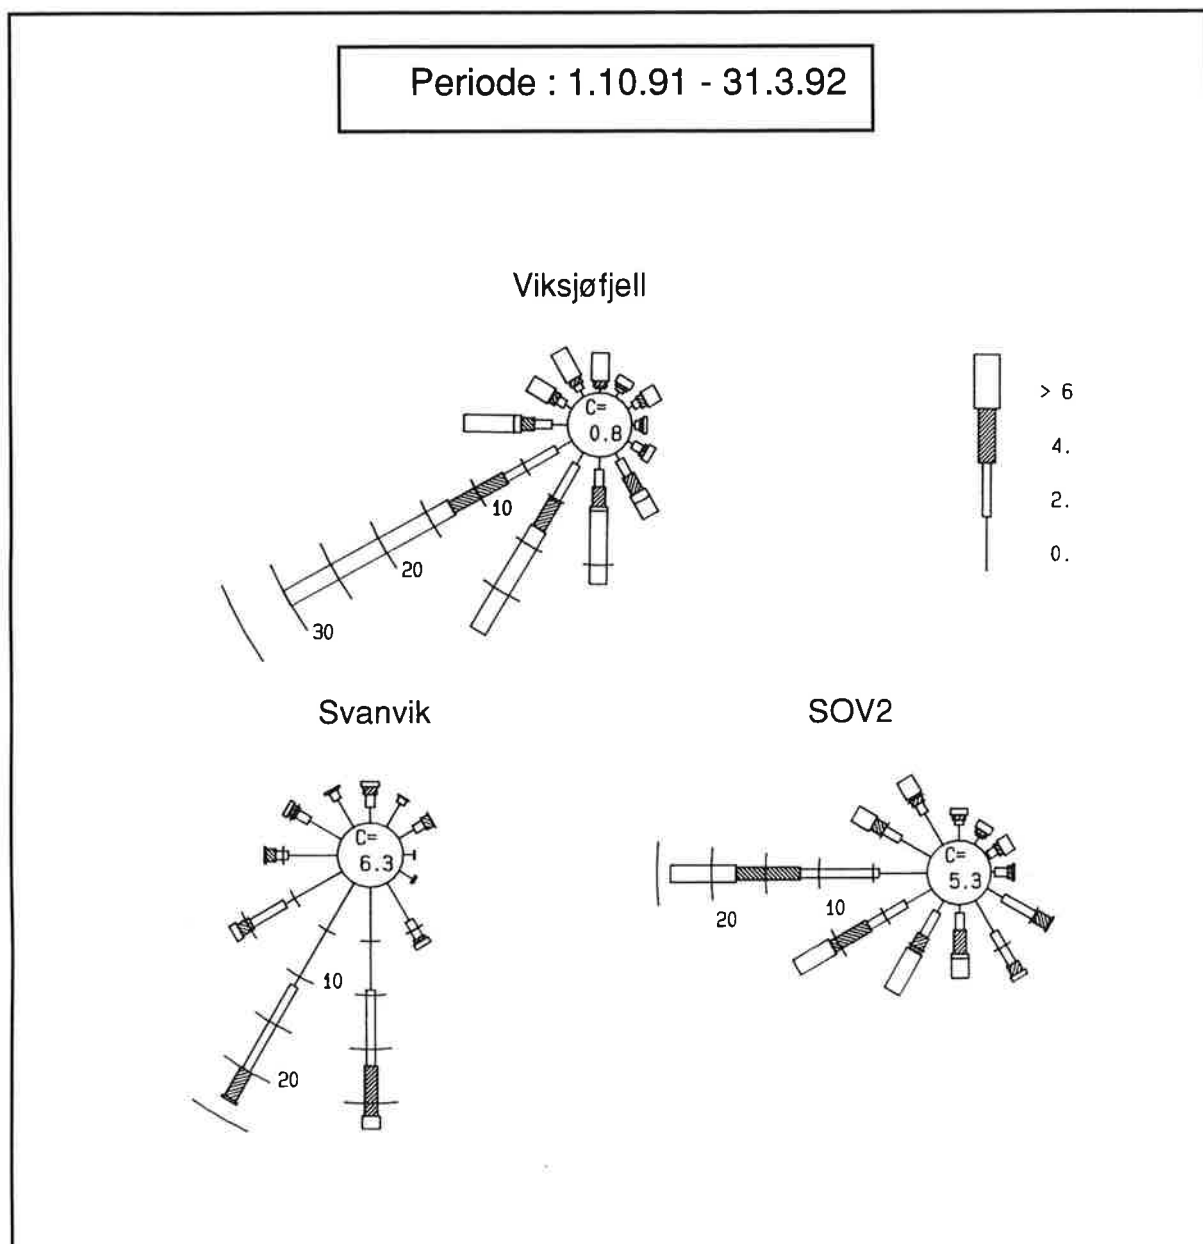 Periode : 1.10.91 - 31.3.92
Viksjøfjell
C=
0.8
10
20
30
> 6
4.
2.
0.
Svanvik
C=
6.3
10
20
SOV2
C=
5.3
10
20